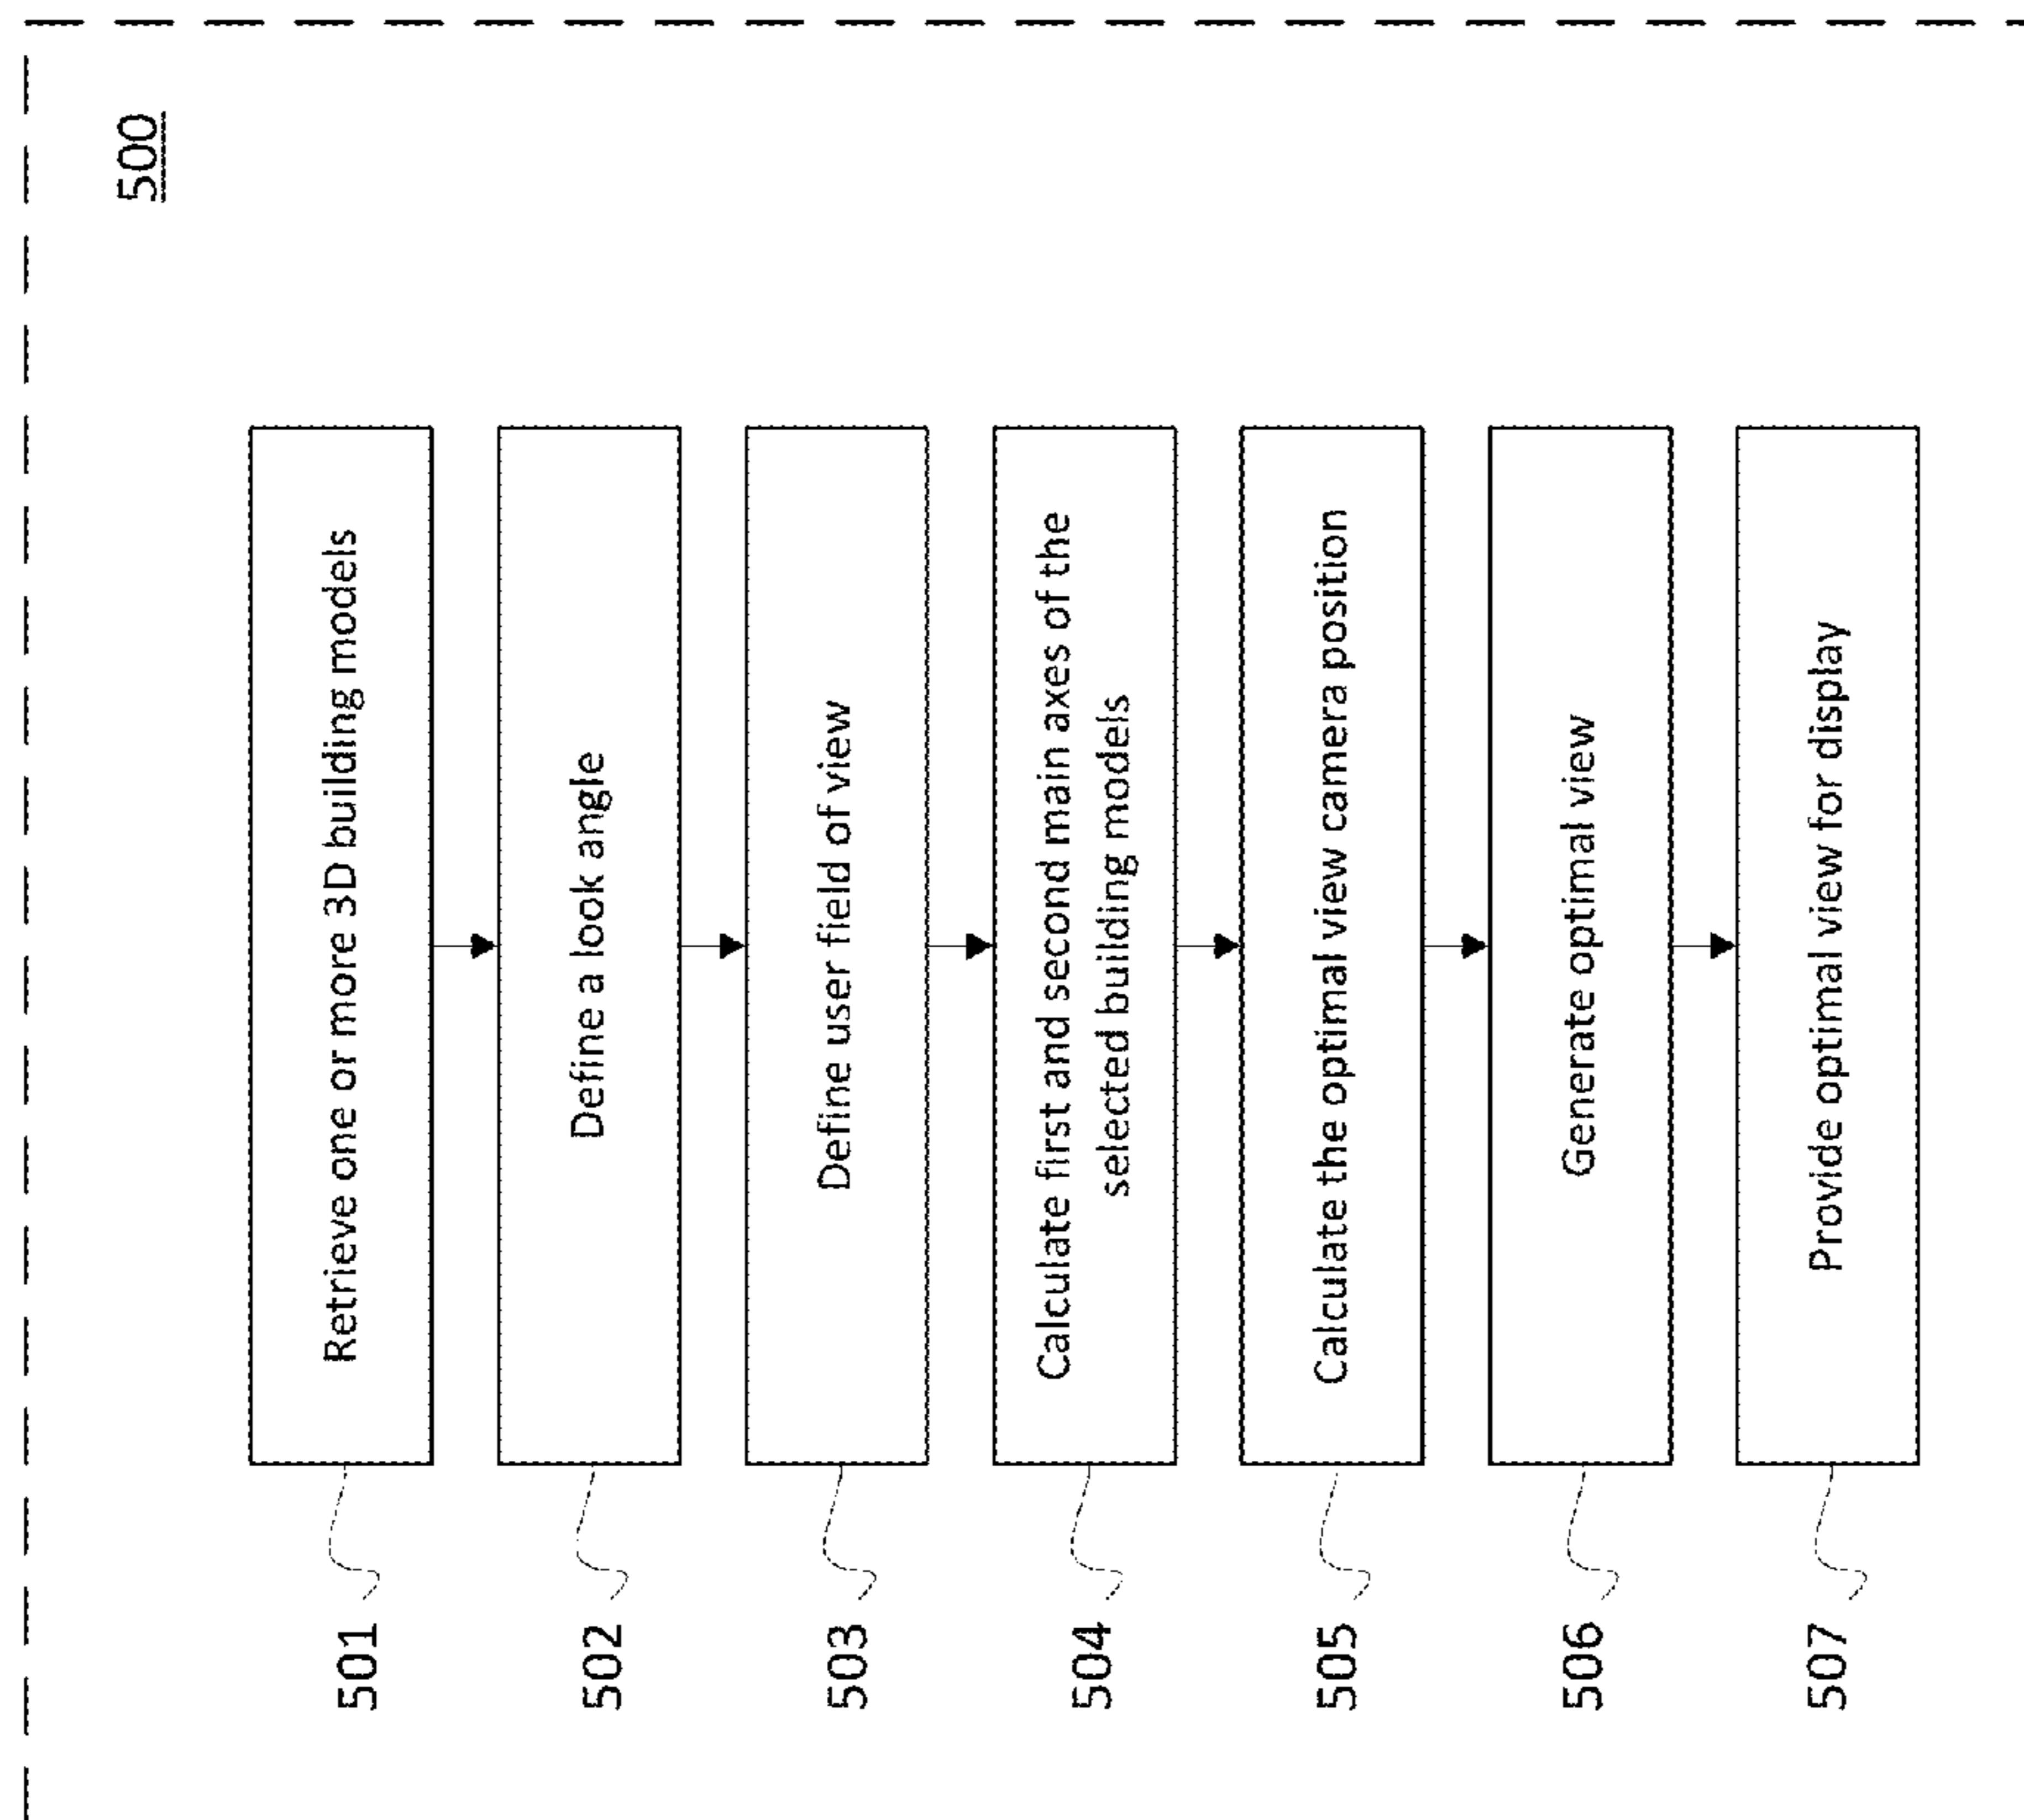 500
501
Retrieve one or more 3D building models
502
Define a look angle
503
Define user field of view
504
Calculate first and second main axes of the
selected building models
505
Calculate the optimal view camera position
506
Generate optimal view
507
Provide optimal view for display